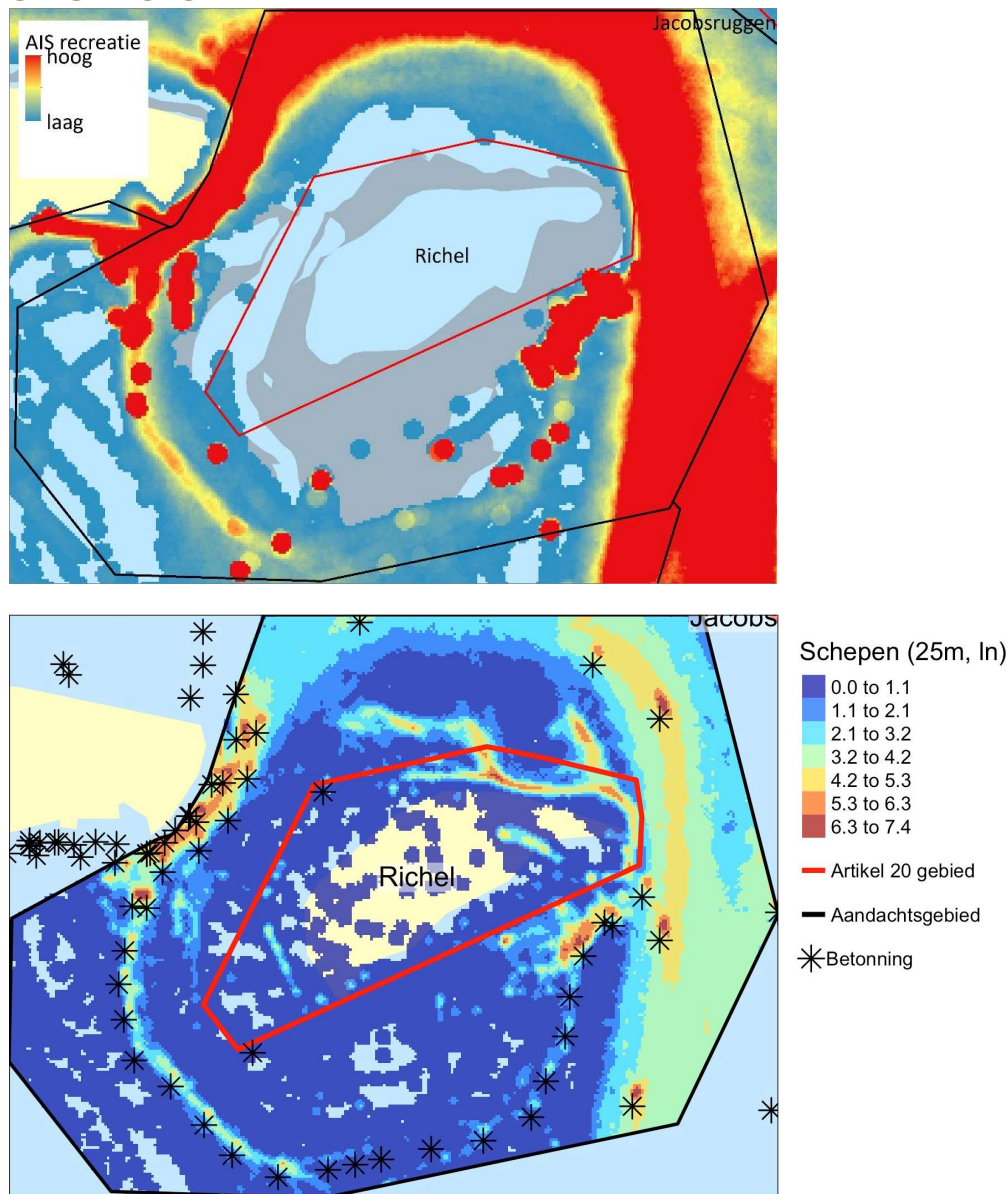 Jacobsruggen
AIS recreatie
hoog
laag
Richel
Jacobs
Schepen (25m, ln)
0.0 to 1.1
1.1 to 2.1
2.1 to 3.2
3.2 to 4.2
4.2 to 5.3
5.3 to 6.3
6.3 to 7.4
Artikel 20 gebied
Aandachtsgebied
Betonning
Richel